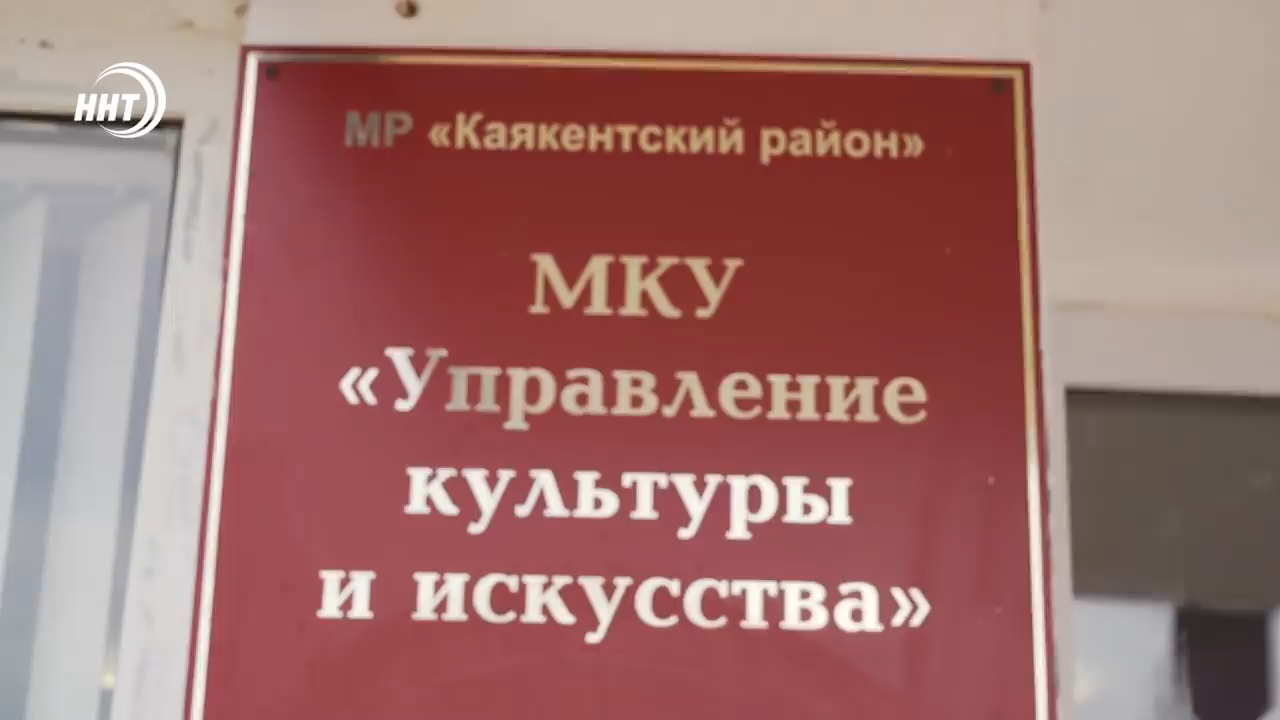 ННТ
МР «Каякентский район»
МКУ
«Управление
культуры
и искусства»